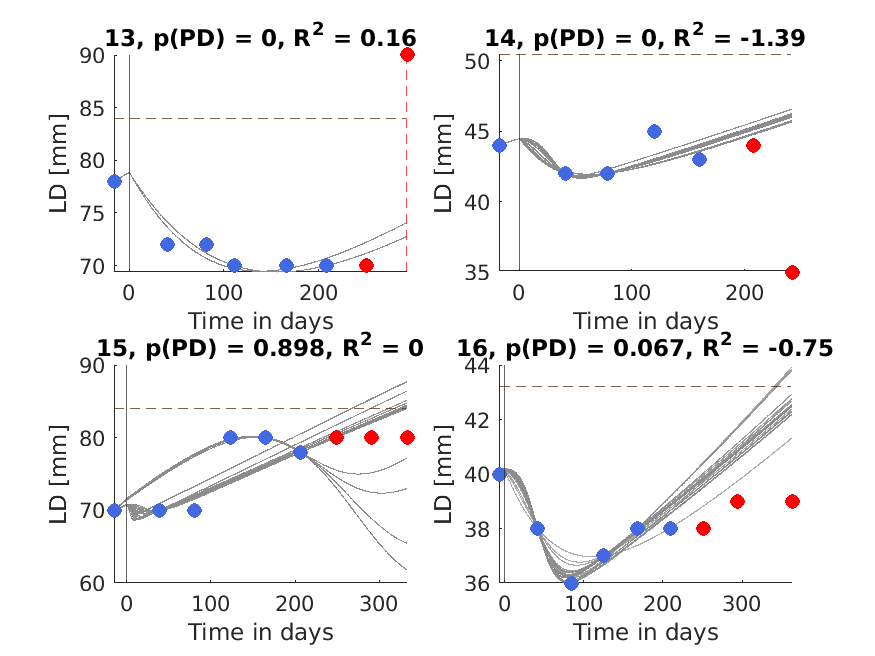 13, p(PD) = 0, R² = 0.16
90
85
80
75
70
LD [mm]
0
100
200
Time in days
14, p(PD) = 0, R² = -1.39
50
45
40
35
LD [mm]
0
100
200
Time in days
15, p(PD) = 0.898, R² = 0
90
80
70
60
LD [mm]
0
100
200
300
Time in days
16, p(PD) = 0.067, R² = -0.75
44
42
40
38
36
LD [mm]
0
100
200
300
Time in days